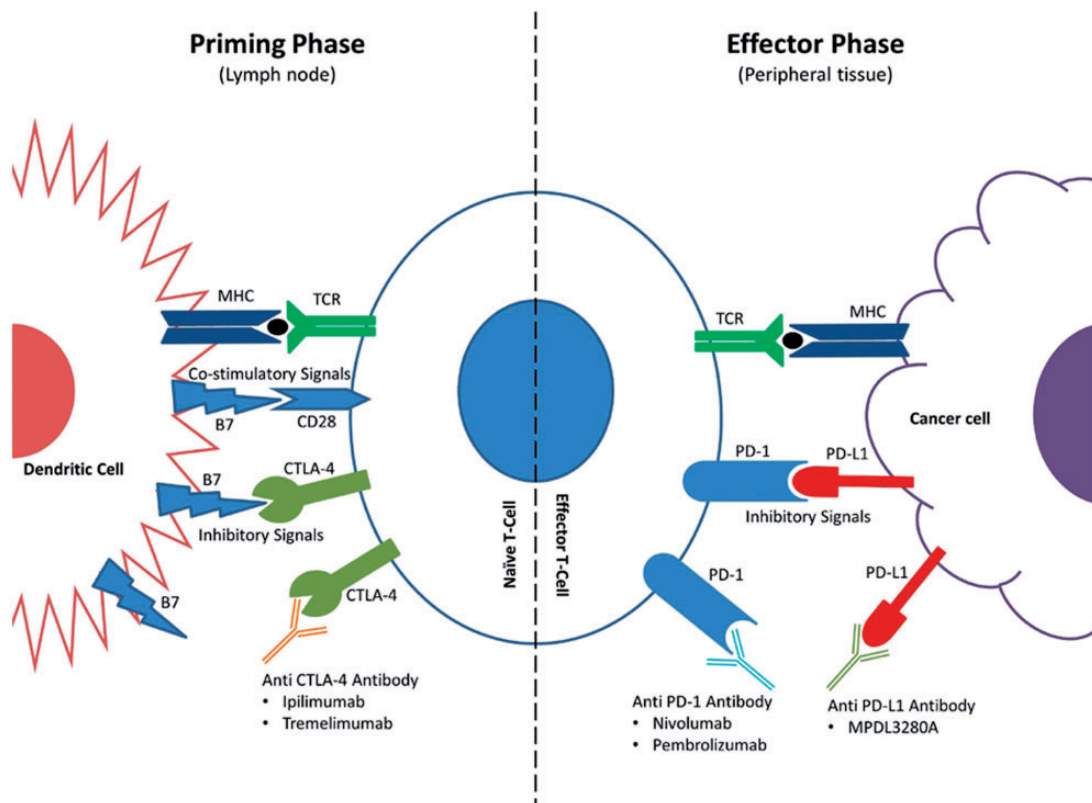 Priming Phase
(Lymph node)
MHC
TCR
Co-stimulatory Signals
B7
CD28
Dendritic Cell
B7
CTLA-4
Inhibitory Signals
B7
CTLA-4
Anti CTLA-4 Antibody
• Ipilimumab
• Tremelimumab
Naïve T-Cell
Effector T-Cell
Effector Phase
(Peripheral tissue)
TCR
MHC
Cancer cell
PD-1
PD-L1
Inhibitory Signals
PD-1
PD-L1
Anti PD-1 Antibody
• Nivolumab
• Pembrolizumab
Anti PD-L1 Antibody
• MPDL3280A